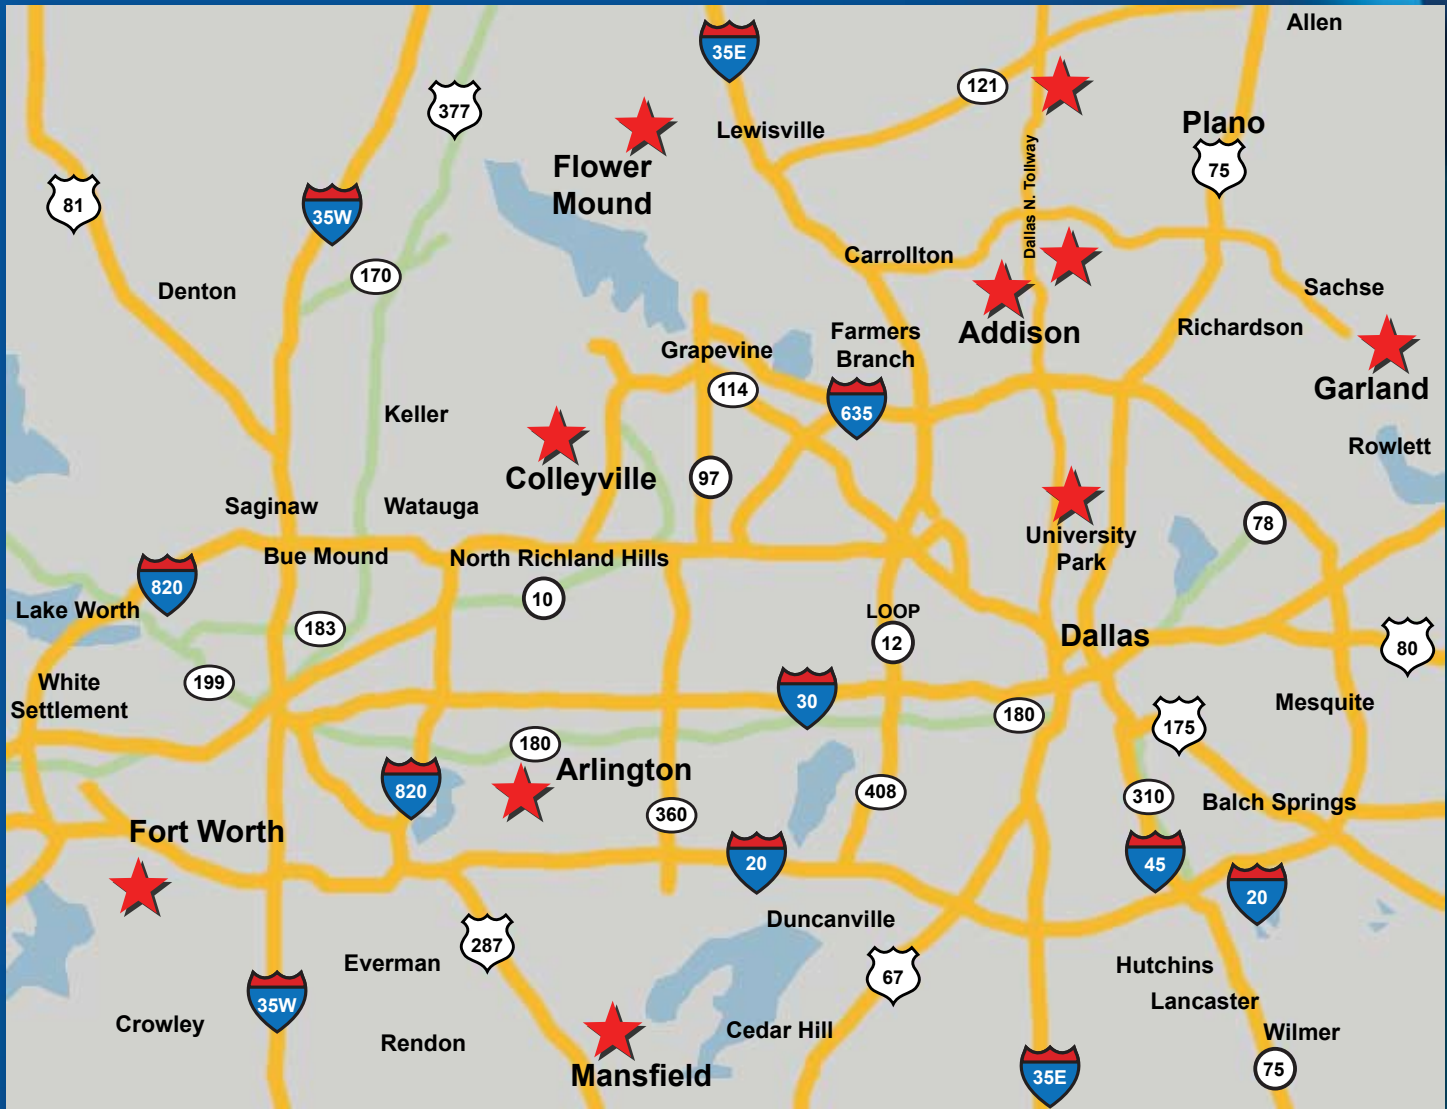 Allen
35E
121
377
Plano
Lewisville
Flower
Mound
75
Dallas N. Tollway
81
35W
Carrollton
170
Denton
Sachse
Addison
Richardson
Farmers
Branch
Grapevine
114
Garland
635
Keller
Rowlett
Colleyville
97
Saginaw
Watauga
78
University
Park
Bue Mound
North Richland Hills
820
10
Lake Worth
LOOP
12
183
Dallas
80
199
White
Settlement
30
Mesquite
180
175
180
Arlington
820
408
310
Balch Springs
360
Fort Worth
20
45
20
Duncanville
287
Everman
67
Hutchins
35W
Lancaster
Crowley
Cedar Hill
Wilmer
Rendon
75
Mansfield
35E